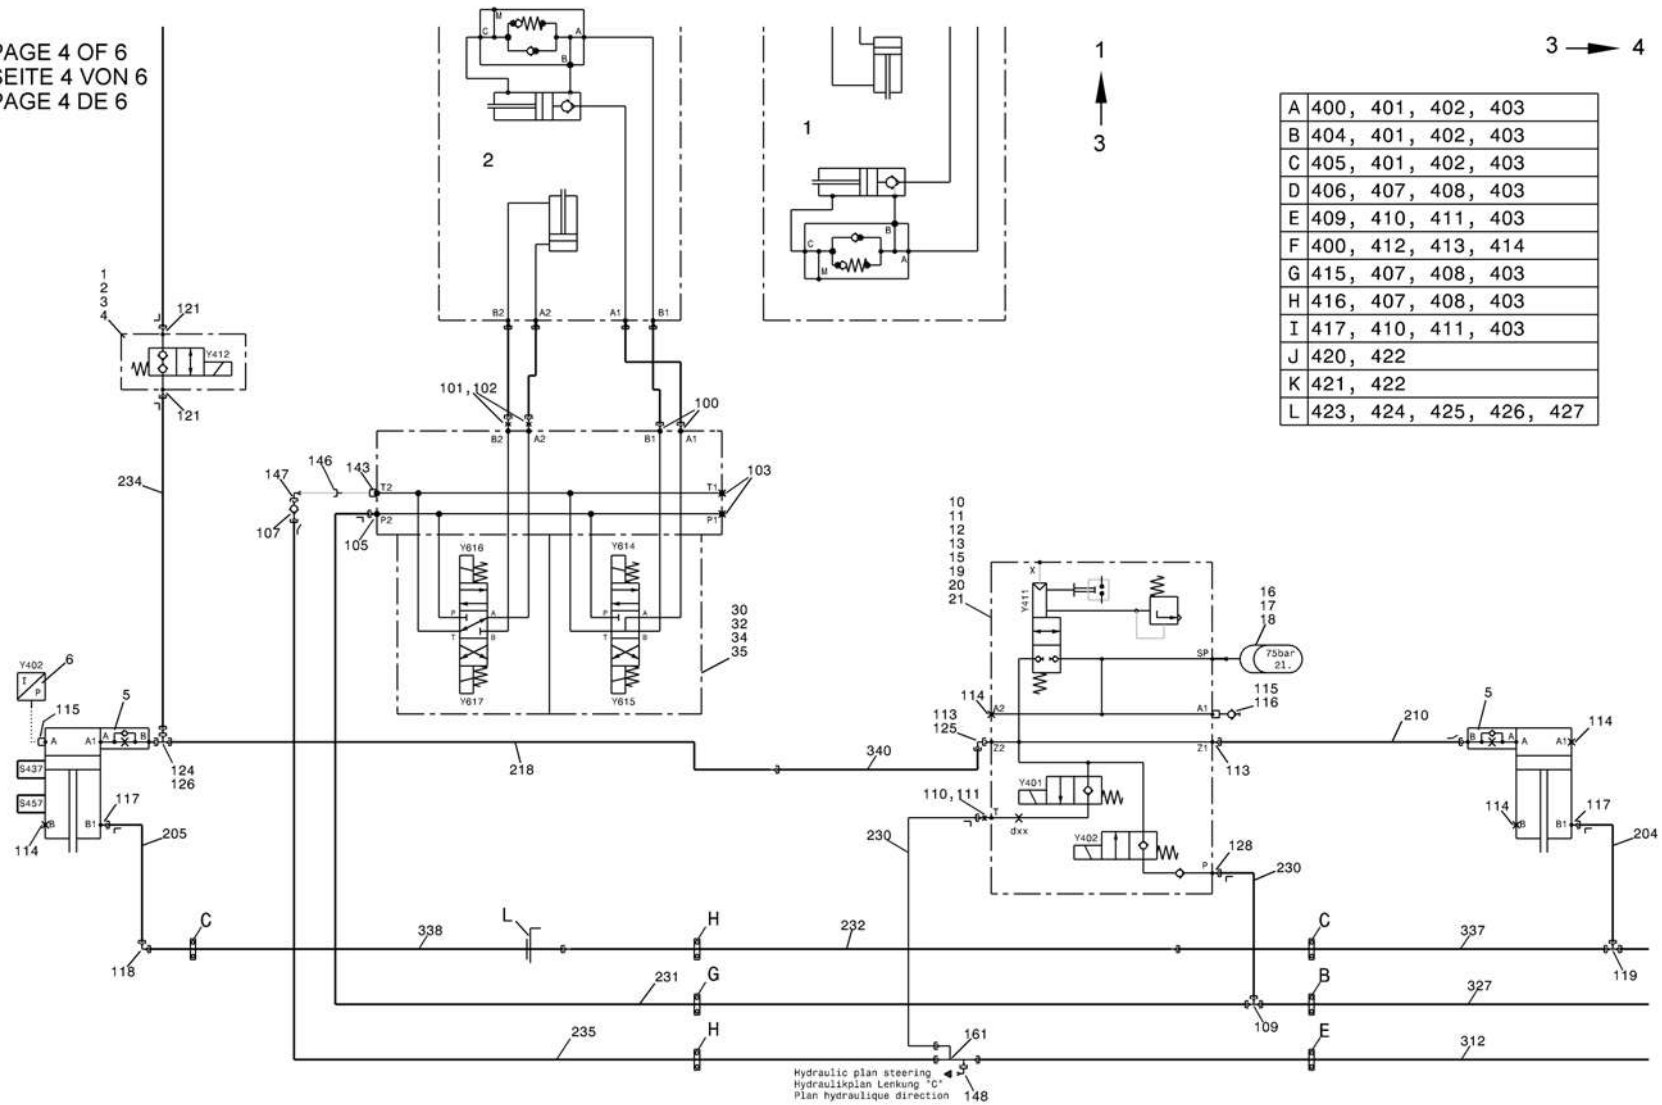 PAGE 4 OF 6
SEITE 4 VON 6
PAGE 4 DE 6
3 4
1
3
A 400, 401, 402, 403
B 404, 401, 402, 403
C 405, 401, 402, 403
D 406, 407, 408, 403
E 409, 410, 411, 403
F 400, 412, 413, 414
G 415, 407, 408, 403
H 416, 407, 408, 403
I 417, 410, 411, 403
J 420, 422
K 421, 422
L 423, 424, 425, 426, 427
M
C A
B
2
1
B
C A
M
B2 A2 A1 B1
1
2
3
4
121
Y412
121
234
101, 102
100
B2 A2 B1 A1
147 146 143
103
T2 T1
P2 P1
107
105
Y616 Y614
P A P A
T B T B
Y617 Y615
30
32
34
35
10
11
12
13
15
19
20
21
X
Y411
16
17
18
SP
75bar
21.
114
A2 A1
115
116
113
125
Z2 Z1
113
210
Y401
110, 111
T
dxx
Y402
P
128
230
230
Y402
6
I
P
115
5
A A1 A B
S437
S457
B B1
114
117
205
124
126
218
340
5
B A A A1
114
114
B B1
117
204
C
338
L
H
232
C
337
118
119
231
G
B
327
109
235
H
161
E
312
Hydraulic plan steering
Hydraulikplan Lenkung "C"
Plan hydraulique direction
148